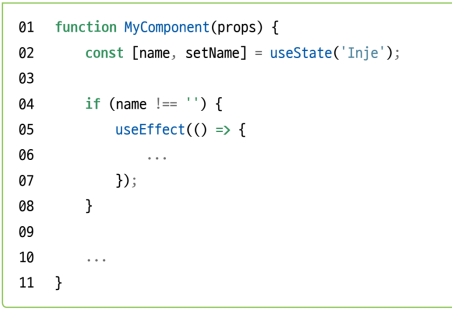 01 function MyComponent(props) {
02     const [name, setName] = useState('Inje');
03
04     if (name !== '') {
05         useEffect(() => {
06             ...
07         });
08     }
09
10     ...
11 }